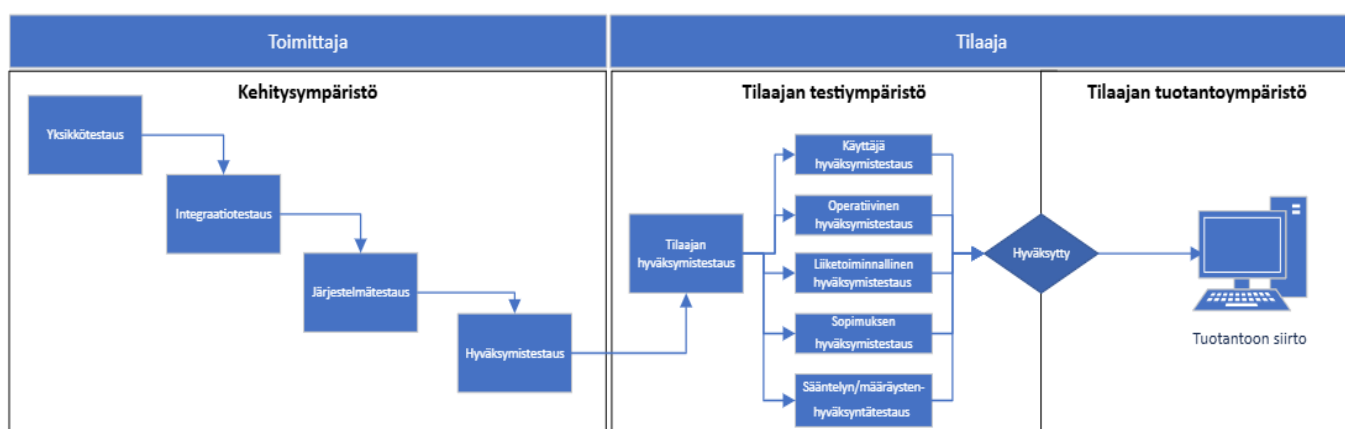 Toimittaja
Tilaaja
Kehitysympäristö
Tilaajan testiympäristö
Tilaajan tuotantoympäristö
Yksikkötestaus
Integraatiotestaus
Järjestelmätestaus
Hyväksymistestaus
Tilaajan
hyväksymistestaus
Käyttäjä
hyväksymistestaus
Operatiivinen
hyväksymistestaus
Liiketoiminnallinen
hyväksymistestaus
Sopimuksen
hyväksymistestaus
Sääntelyn/määräysten-
hyväksyntätestaus
Hyväksytty
Tuotantoon siirto